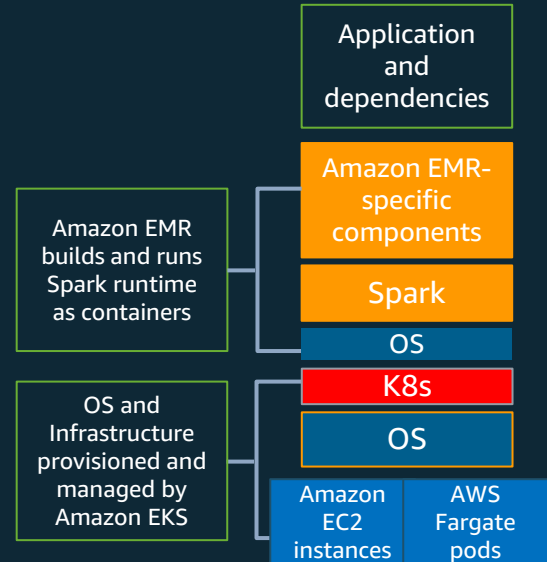 Application
and
dependencies
Amazon EMR-
specific
components
Amazon EMR
builds and runs
Spark runtime
as containers
Spark
OS
K8s
OS and
Infrastructure
provisioned and
managed by
Amazon EKS
OS
Amazon
EC2
instances
AWS
Fargate
pods